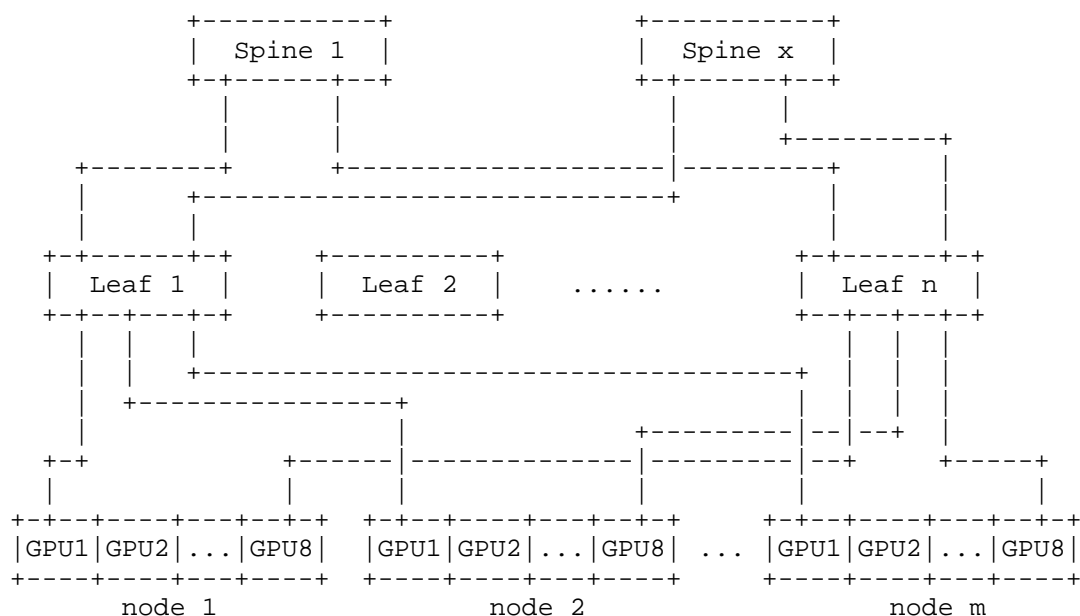 Spine 1 Spine x
Leaf 1 Leaf 2 ...... Leaf n
GPU1 GPU2 ... GPU8 GPU1 GPU2 ... GPU8 ... GPU1 GPU2 ... GPU8
node 1 node 2 node m